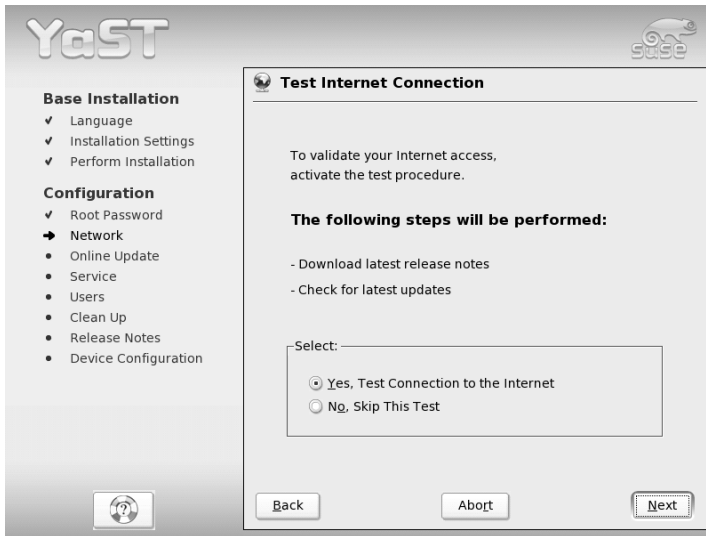 YaST
SUSE
Base Installation
✔ Language
✔ Installation Settings
✔ Perform Installation
Configuration
✔ Root Password
➔ Network
• Online Update
• Service
• Users
• Clean Up
• Release Notes
• Device Configuration
Test Internet Connection
To validate your Internet access,
activate the test procedure.
The following steps will be performed:
- Download latest release notes
- Check for latest updates
Select:
Yes, Test Connection to the Internet
No, Skip This Test
?
Back
Abort
Next